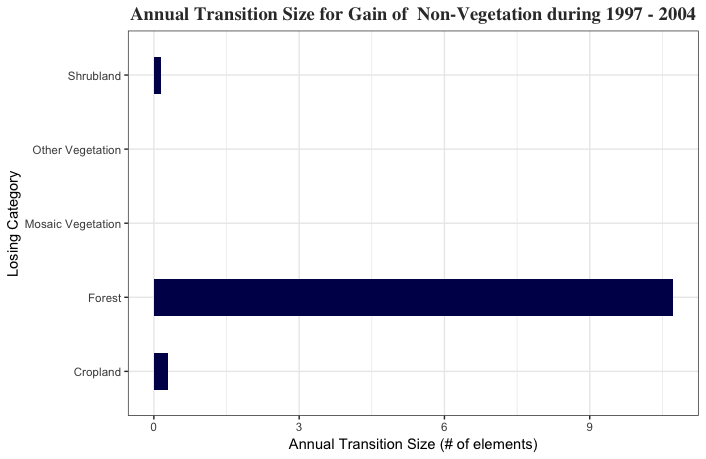 Annual Transition Size for Gain of  Non-Vegetation during 1997 - 2004
Losing Category
Shrubland
Other Vegetation
Mosaic Vegetation
Forest
Cropland
0 3 6 9
Annual Transition Size (# of elements)